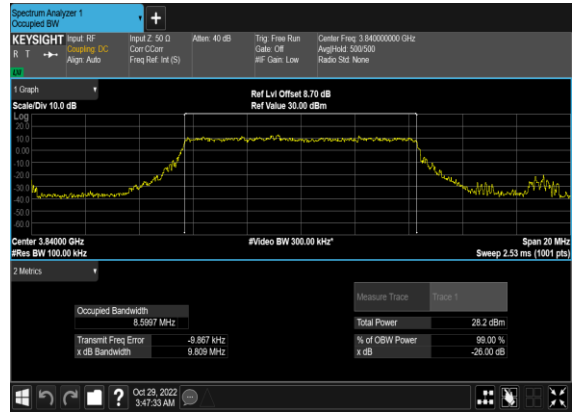 Spectrum Analyzer 1
Occupied BW
+
KEYSIGHT Input: RF Input Z: 50 Ω Atten: 40 dB Trig: Free Run Center Freq: 3.840000000 GHz
R T Coupling: DC Corr CCorr Gate: Off Avg|Hold: 500/500
Align: Auto Freq Ref: Int (S) #IF Gain: Low Radio Std: None
1 Graph
Ref Lvl Offset 8.70 dB
Scale/Div 10.0 dB Ref Value 30.00 dBm
Log
20.0
10.0
0.00
-10.0
-20.0
-30.0
-40.0
-50.0
-60.0
Center 3.84000 GHz #Video BW 300.00 kHz* Span 20 MHz
#Res BW 100.00 kHz Sweep 2.53 ms (1001 pts)
2 Metrics
Measure Trace Trace 1
Occupied Bandwidth
8.5997 MHz Total Power 28.2 dBm
Transmit Freq Error -9.867 kHz % of OBW Power 99.00 %
x dB Bandwidth 9.809 MHz x dB -26.00 dB
? Oct 29, 2022
3:47:33 AM